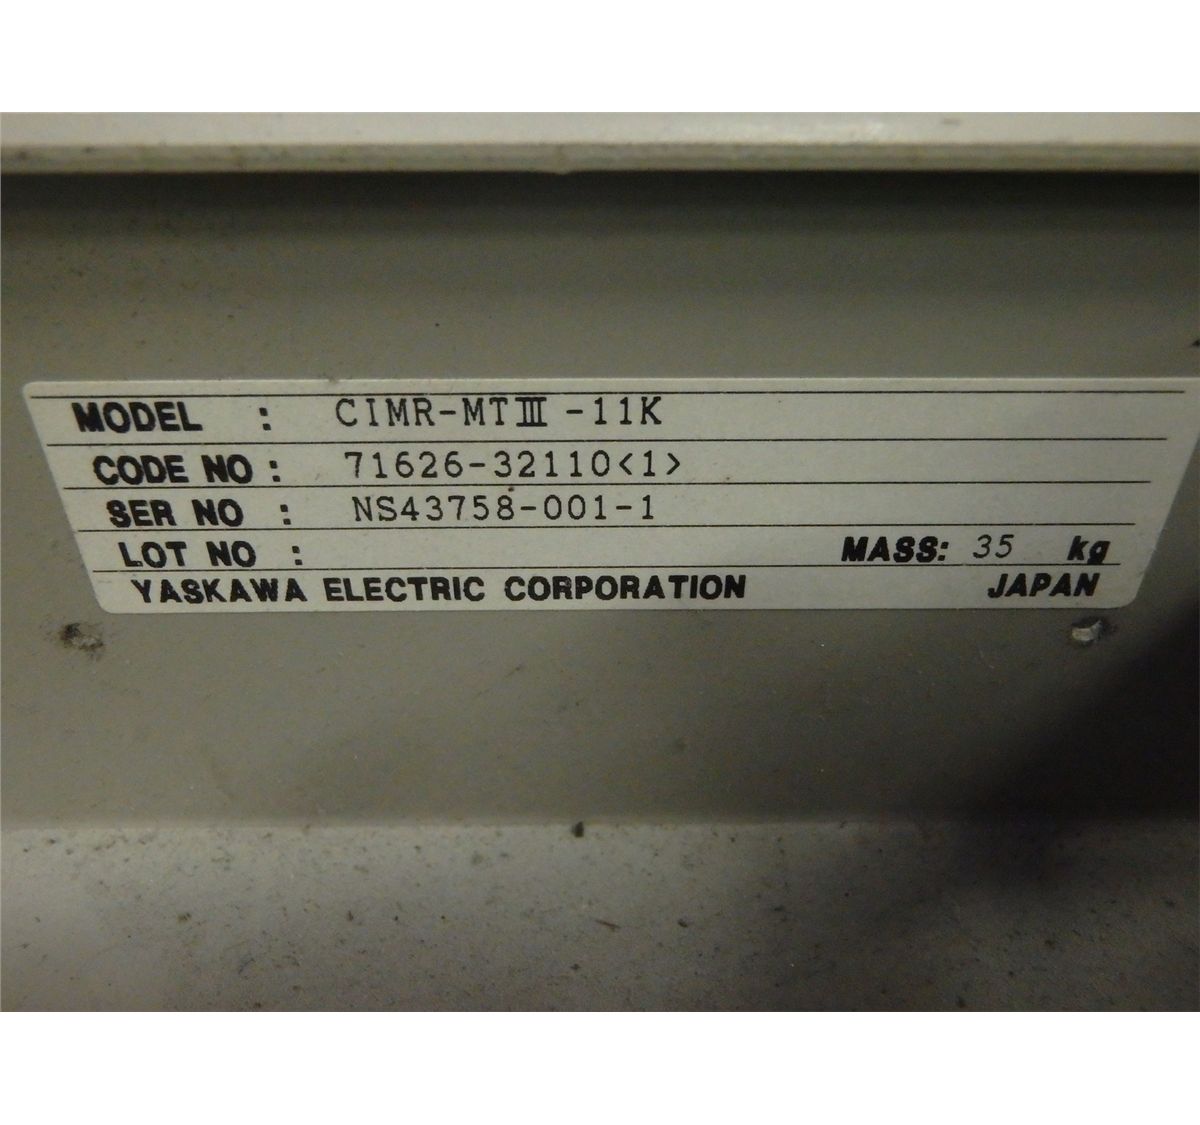 MODEL : CIMR-MTⅢ-11K
CODE NO : 71626-32110<1>
SER NO : NS43758-001-1
LOT NO : MASS: 35 kg
YASKAWA ELECTRIC CORPORATION JAPAN